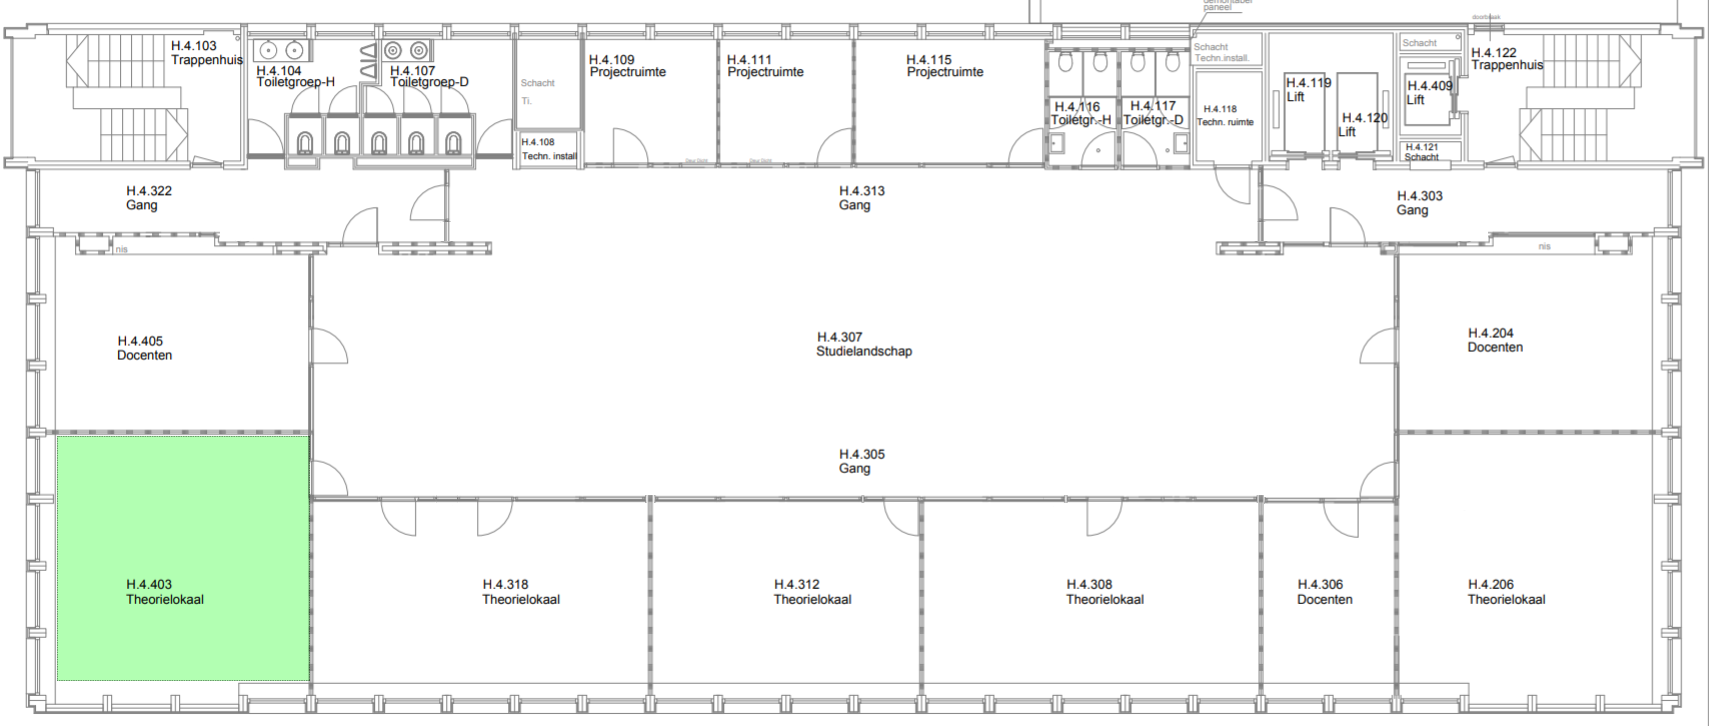 demontabel
paneel
doorbraak
H.4.103
Trappenhuis
H.4.104
Toiletgroep-H
H.4.107
Toiletgroep-D
Schacht
Ti.
H.4.108
Techn. install
H.4.109
Projectruimte
H.4.111
Projectruimte
H.4.115
Projectruimte
H.4.116
Toiletgr.-H
H.4.117
Toiletgr.-D
Schacht
Techn.install.
H.4.118
Techn. ruimte
H.4.119
Lift
H.4.120
Lift
Schacht
H.4.409
Lift
H.4.121
Schacht
H.4.122
Trappenhuis
H.4.322
Gang
H.4.313
Gang
H.4.303
Gang
nis
nis
H.4.405
Docenten
H.4.307
Studielandschap
H.4.204
Docenten
H.4.305
Gang
H.4.403
Theorielokaal
H.4.318
Theorielokaal
H.4.312
Theorielokaal
H.4.308
Theorielokaal
H.4.306
Docenten
H.4.206
Theorielokaal